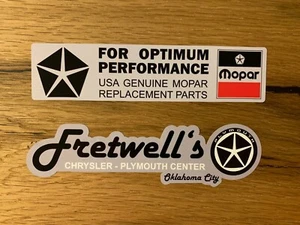 FOR OPTIMUM
PERFORMANCE
USA GENUINE MOPAR
REPLACEMENT PARTS
Mopar
Fretwell's
CHRYSLER - PLYMOUTH CENTER
Oklahoma City